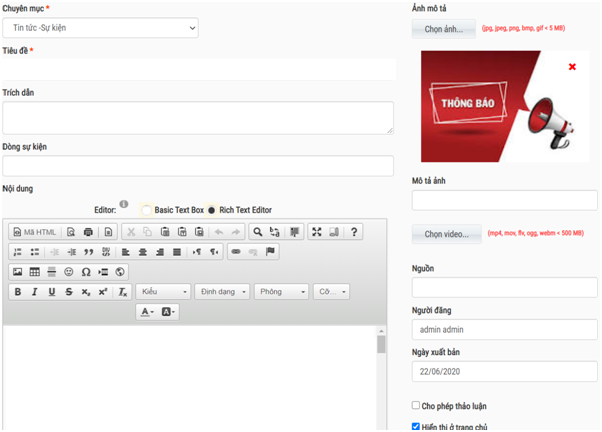 Chuyên mục *
Tin tức -Sự kiện
Tiêu đề *
Trích dẫn
Dòng sự kiện
Nội dung
Editor: Basic Text Box Rich Text Editor
Mã HTML
Kiểu Định dạng Phông Cỡ...
Ảnh mô tả
Chọn ảnh... (jpg, jpeg, png, bmp, gif < 5 MB)
THÔNG BÁO
Mô tả ảnh
Chọn video... (mp4, mov, flv, ogg, webm < 500 MB)
Nguồn
Người đăng
admin admin
Ngày xuất bản
22/06/2020
Cho phép thảo luận
Hiển thị ở trang chủ